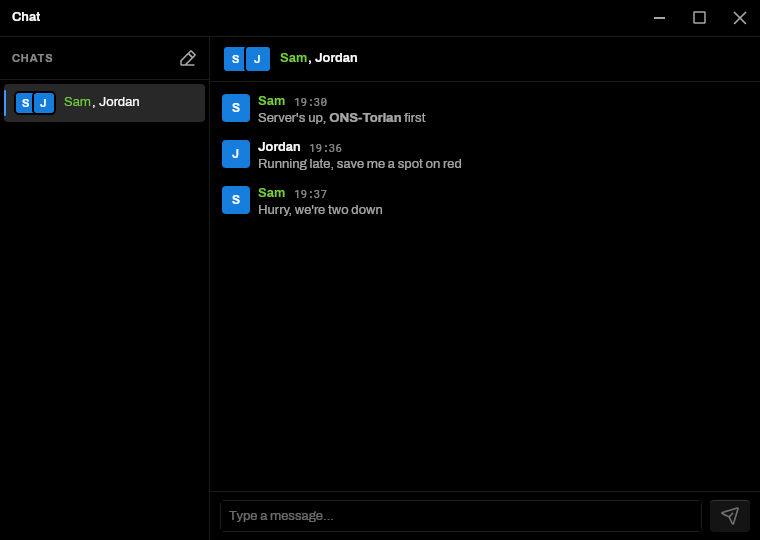 Chat
CHATS
S J Sam, Jordan
S J Sam, Jordan
S Sam 19:30
Server's up, ONS-Torlan first
J Jordan 19:36
Running late, save me a spot on red
S Sam 19:37
Hurry, we're two down
Type a message...